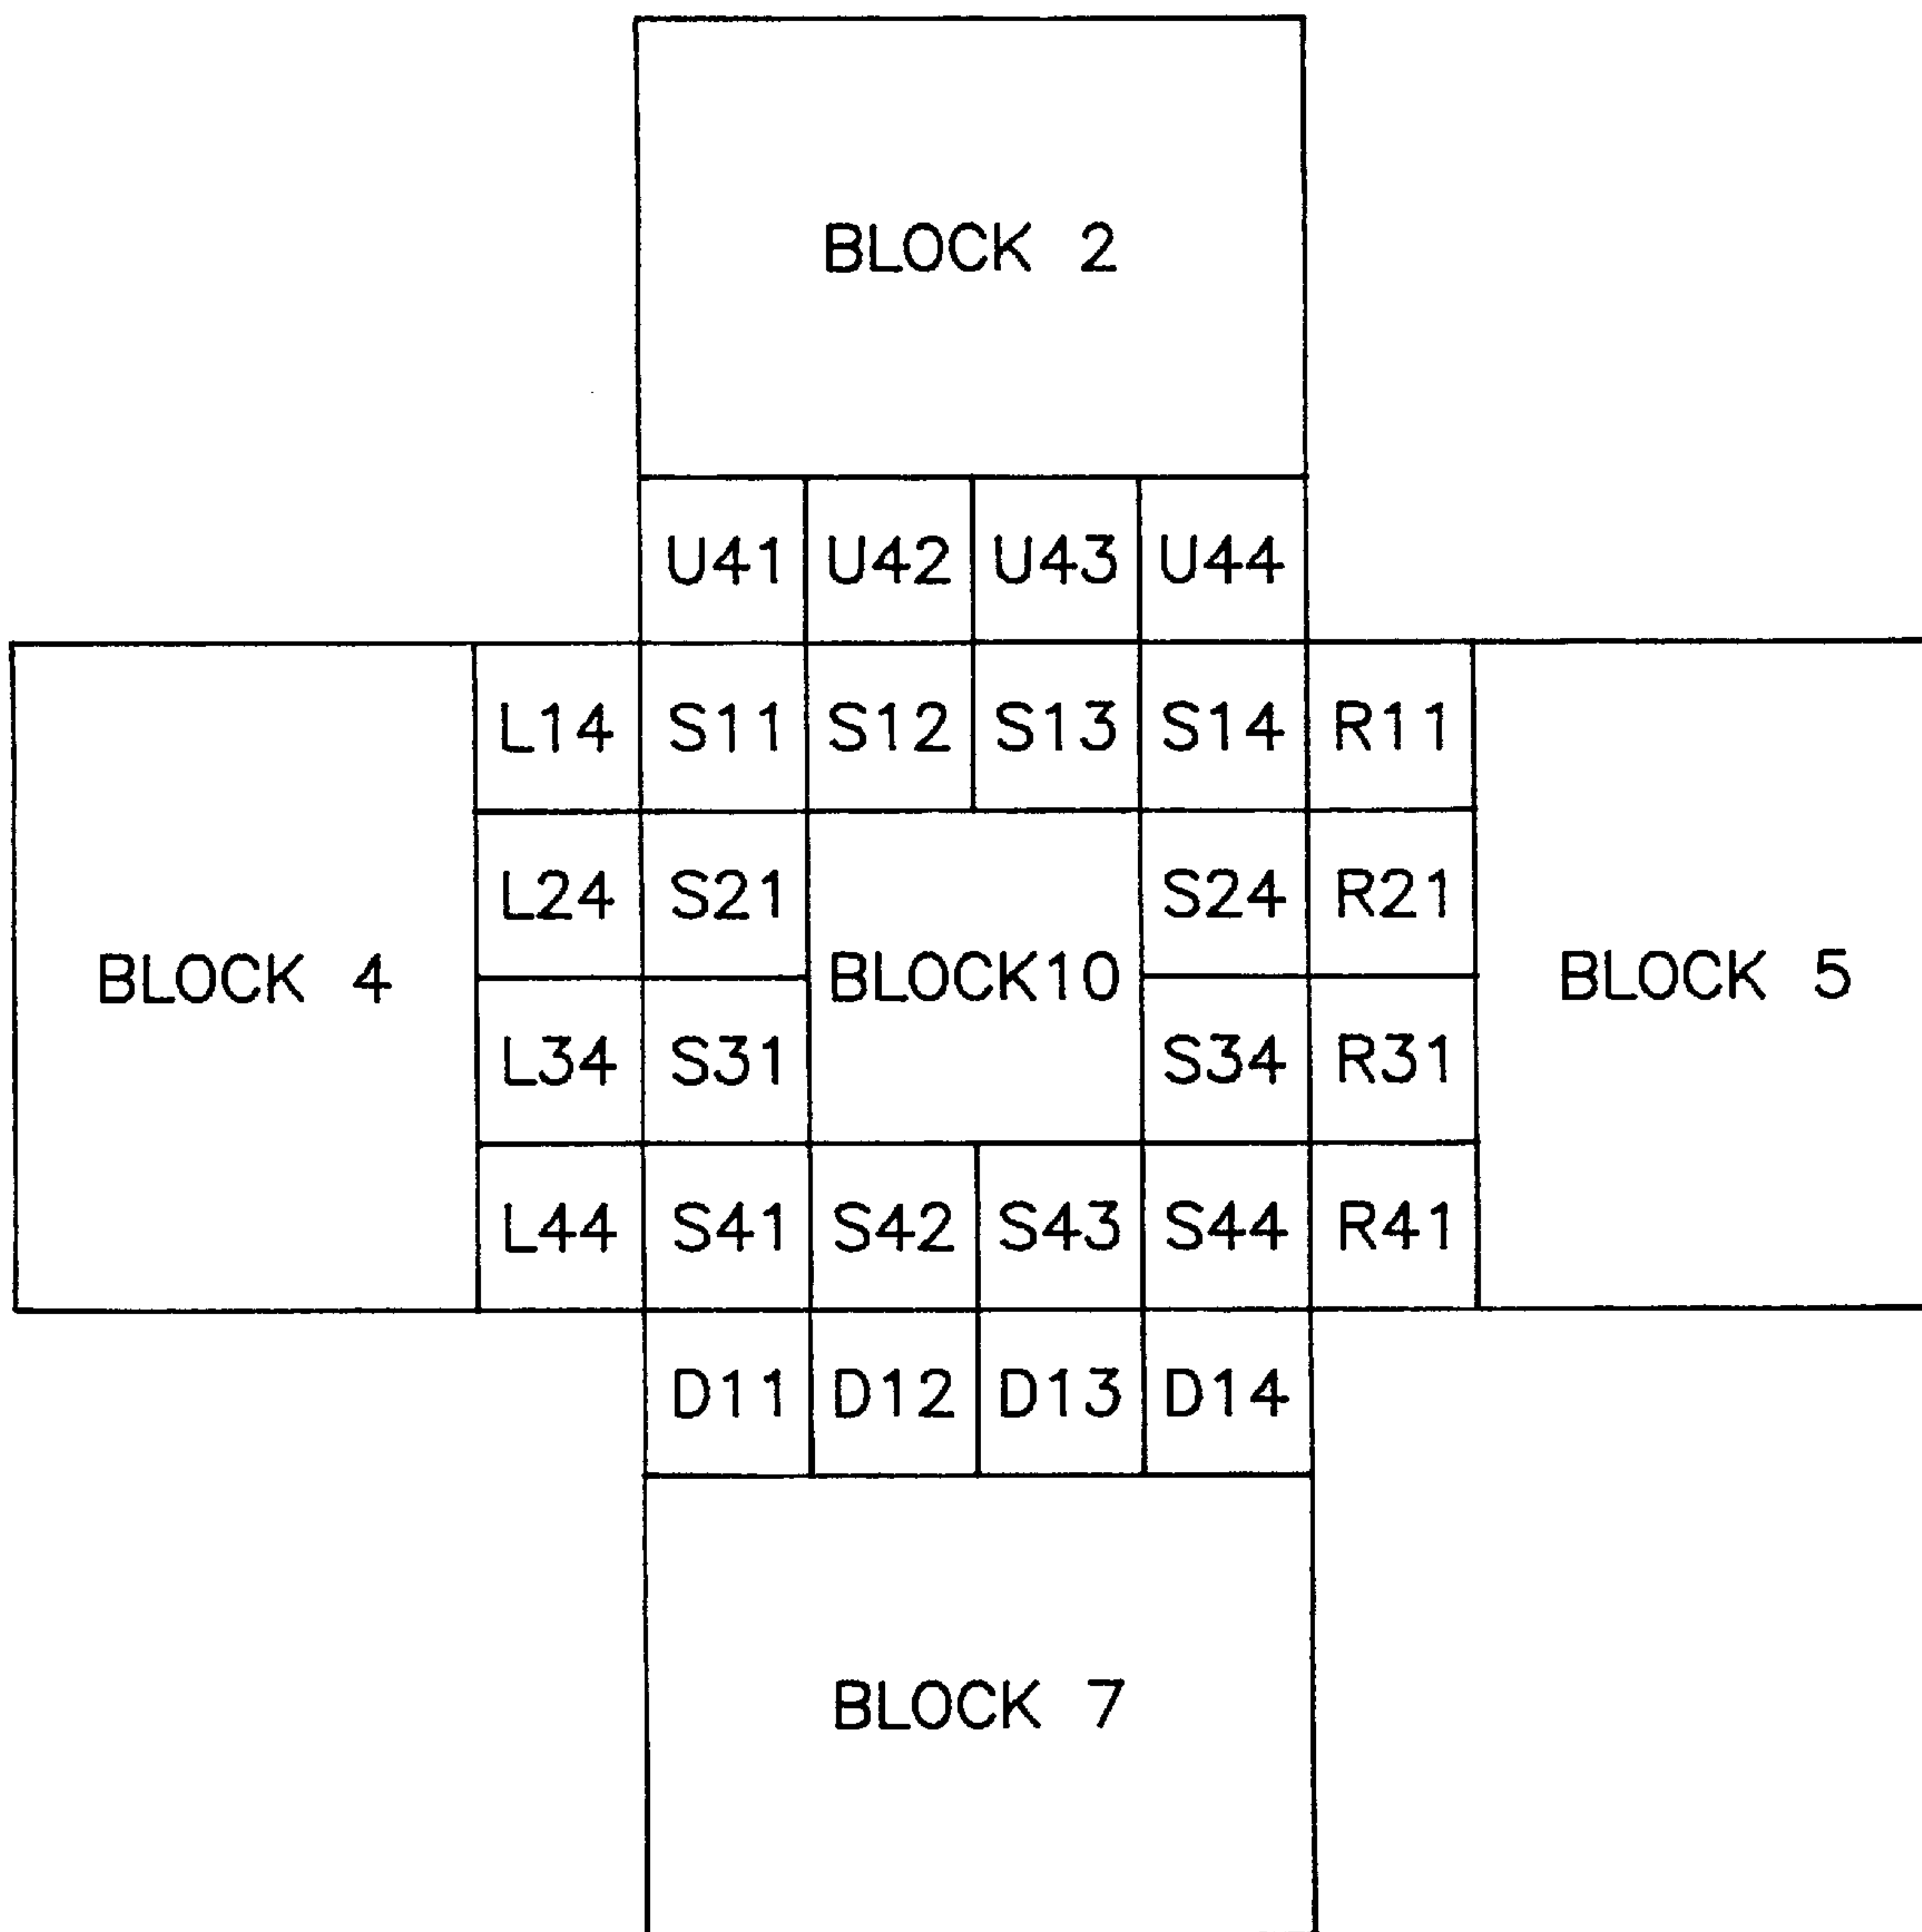 BLOCK 2
U41 U42 U43 U44
L14 S11 S12 S13 S14 R11
L24 S21 S24 R21
BLOCK 4 BLOCK10 BLOCK 5
L34 S31 S34 R31
L44 S41 S42 S43 S44 R41
D11 D12 D13 D14
BLOCK 7